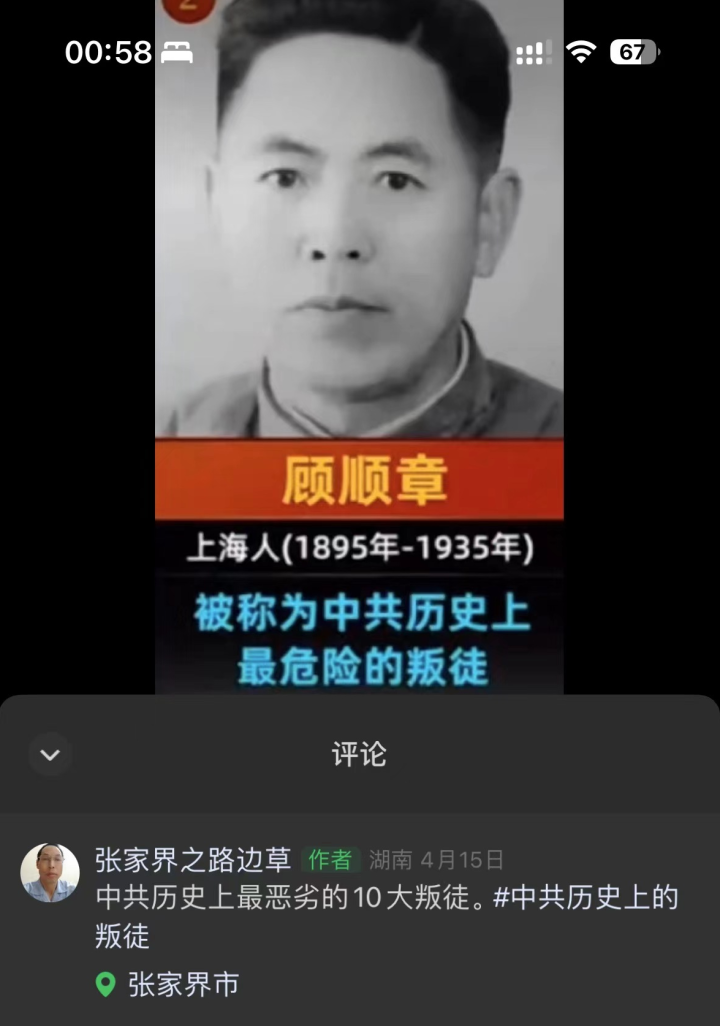 2
00:58
67
顾顺章
上海人(1895年-1935年)
被称为中共历史上
最危险的叛徒
评论
张家界之路边草 作者 湖南 4月15日
中共历史上最恶劣的10大叛徒。#中共历史上的
叛徒
张家界市